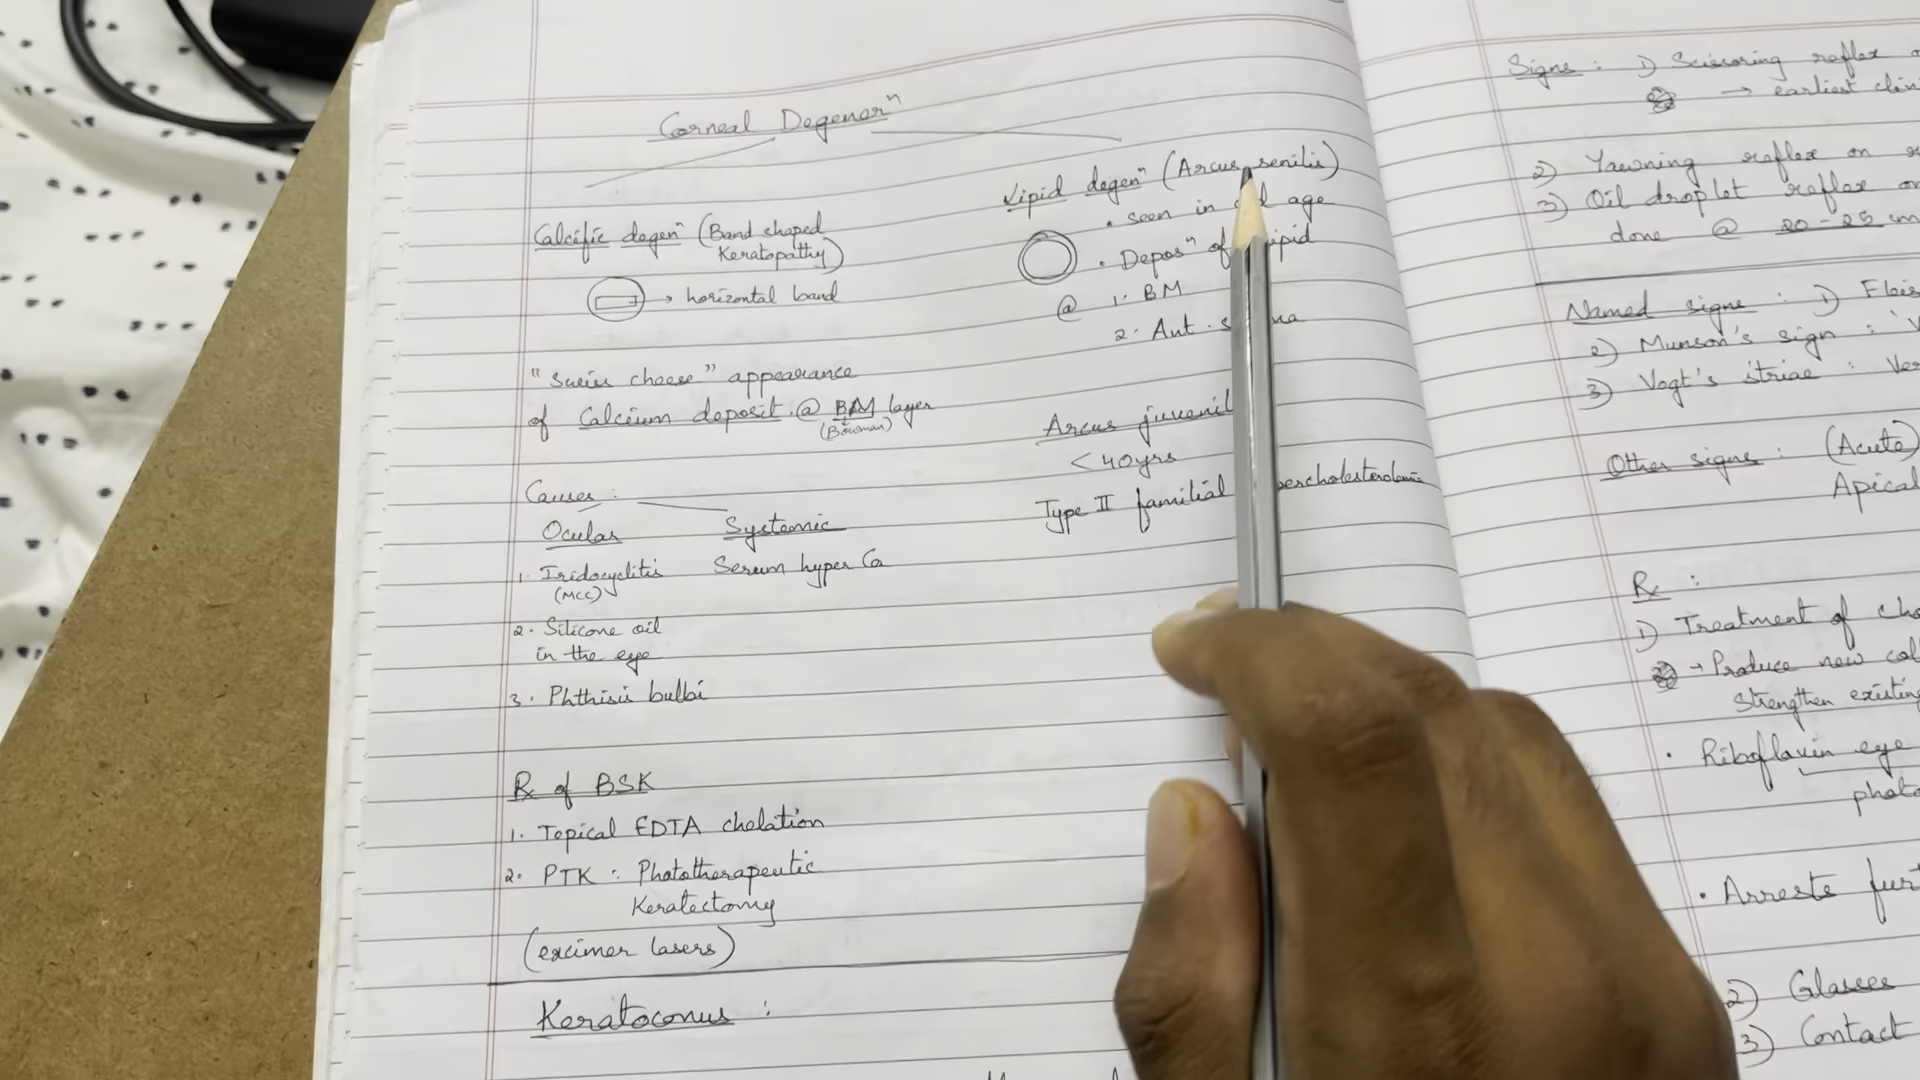 Corneal Degenerⁿ
Calcific degenⁿ (Band shaped
Keratopathy)
→ horizontal band
"Swiss cheese" appearance
of Calcium deposit @ BM layer
(Bowman)
Causes :
Ocular Systemic
1. Iridocyclitis Serum hyper Ca
(MCC)
2. Silicone oil
in the eye
3. Phthisis bulbi
Rx of BSK
1. Topical EDTA chelation
2. PTK : Phototherapeutic
Keratectomy
(excimer lasers)
Keratoconus :
Lipid degenⁿ (Arcus senilis)
• seen in age
• Deposⁿ of
@ 1. BM
2. Ant.
Arcus
< 40yrs
Type II familial
Signs : 1) Scissoring reflex
→ earliest
2) Yawning reflex on
3) Oil droplet reflex
done @ 20-25 cm
Named signs : 1)
2) Munson's sign :
3) Vogt's striae :
Other signs : (Acute)
Apical
Rx :
1) Treatment of
→ Produce new
Strengthen
• Riboflavin eye
• Arrests
2) Glasses
3) Contact